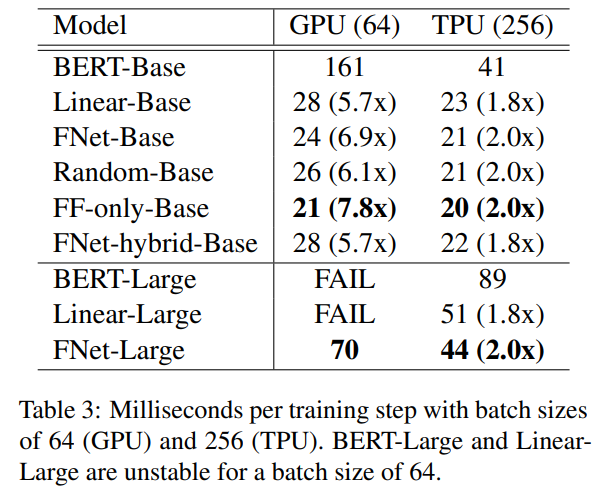 Model GPU (64) TPU (256)
BERT-Base 161 41
Linear-Base 28 (5.7x) 23 (1.8x)
FNet-Base 24 (6.9x) 21 (2.0x)
Random-Base 26 (6.1x) 21 (2.0x)
FF-only-Base 21 (7.8x) 20 (2.0x)
FNet-hybrid-Base 28 (5.7x) 22 (1.8x)
BERT-Large FAIL 89
Linear-Large FAIL 51 (1.8x)
FNet-Large 70 44 (2.0x)
Table 3: Milliseconds per training step with batch sizes
of 64 (GPU) and 256 (TPU). BERT-Large and Linear-
Large are unstable for a batch size of 64.